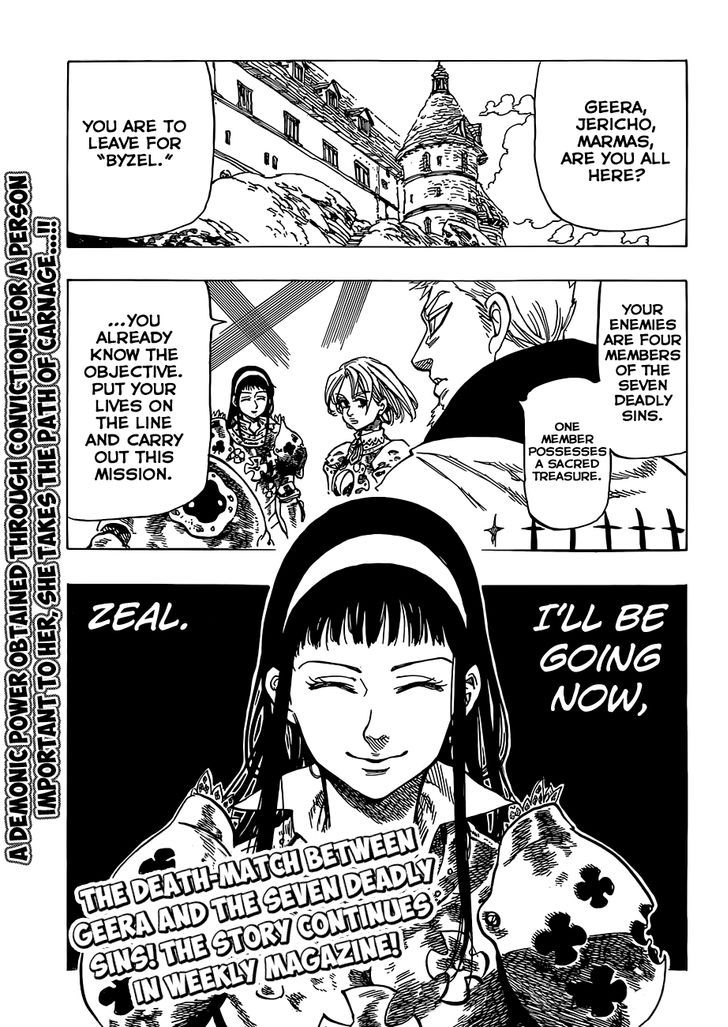 GEERA,
JERICHO,
MARMAS,
ARE YOU ALL
HERE?
YOU ARE TO
LEAVE FOR
"BYZEL."
YOUR
ENEMIES
ARE FOUR
MEMBERS
OF THE
SEVEN
DEADLY
SINS.
ONE
MEMBER
POSSESSES
A SACRED
TREASURE.
...YOU
ALREADY
KNOW THE
OBJECTIVE.
PUT YOUR
LIVES ON
THE LINE
AND CARRY
OUT THIS
MISSION.
I'LL BE
GOING
NOW,
ZEAL.
A DEMONIC POWER OBTAINED THROUGH CONVICTION! FOR A PERSON
IMPORTANT TO HER, SHE TAKES THE PATH OF CARNAGE...!!
THE DEATH-MATCH BETWEEN
GEERA AND THE SEVEN DEADLY
SINS! THE STORY CONTINUES
IN WEEKLY MAGAZINE!